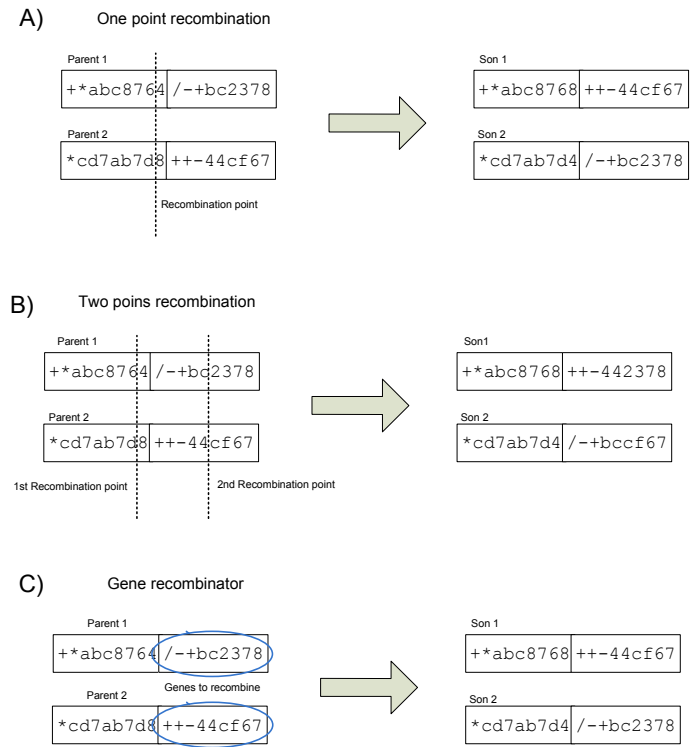 A)
One point recombination
Parent 1
+*abc8764 /-+bc2378
Parent 2
*cd7ab7d8 ++-44cf67
Recombination point
Son 1
+*abc8768 ++-44cf67
Son 2
*cd7ab7d4 /-+bc2378
B)
Two poins recombination
Parent 1
+*abc8764 /-+bc2378
Parent 2
*cd7ab7d8 ++-44cf67
1st Recombination point
2nd Recombination point
Son1
+*abc8768 ++-442378
Son 2
*cd7ab7d4 /-+bccf67
C)
Gene recombinator
Parent 1
+*abc8764 /-+bc2378
Parent 2
Genes to recombine
*cd7ab7d8 ++-44cf67
Son 1
+*abc8768 ++-44cf67
Son 2
*cd7ab7d4 /-+bc2378